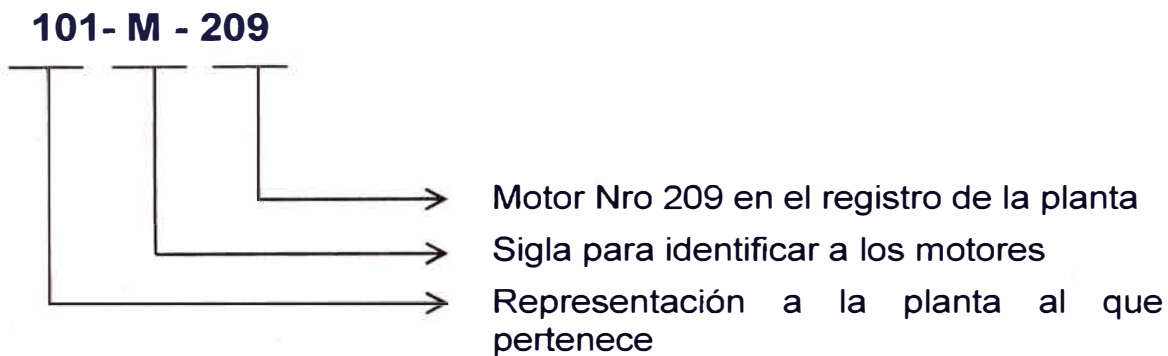 101- M - 209
Motor Nro 209 en el registro de la planta
Sigla para identificar a los motores
Representación a la planta al que
pertenece